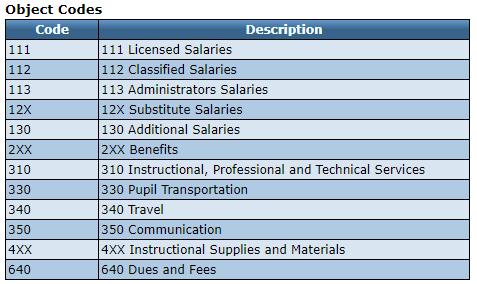 Object Codes
Code Description
111 111 Licensed Salaries
112 112 Classified Salaries
113 113 Administrators Salaries
12X 12X Substitute Salaries
130 130 Additional Salaries
2XX 2XX Benefits
310 310 Instructional, Professional and Technical Services
330 330 Pupil Transportation
340 340 Travel
350 350 Communication
4XX 4XX Instructional Supplies and Materials
640 640 Dues and Fees